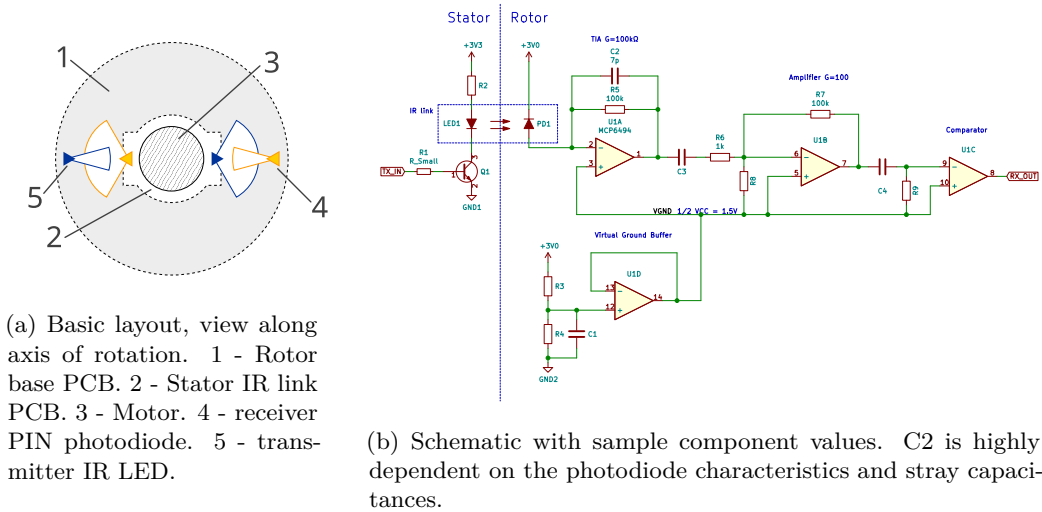 1
3
5
2
4
(a) Basic layout, view along
axis of rotation. 1 - Rotor
base PCB. 2 - Stator IR link
PCB. 3 - Motor. 4 - receiver
PIN photodiode. 5 - trans-
mitter IR LED.
Stator Rotor
+3V3
R2
IR link
LED1
R1
R_Small
TX_IN
1
3
2
Q1
GND1
+3V0
PD1
TIA G=100kΩ
C2
7p
R5
100k
U1A
MCP6494
2
3
1
C3
R6
1k
Amplifier G=100
R7
100k
U1B
6
5
7
R8
C4
R9
Comparator
U1C
9
10
8
RX_OUT
VGND 1/2 VCC = 1.5V
Virtual Ground Buffer
+3V0
R3
R4
C1
GND2
U1D
13
12
14
(b) Schematic with sample component values. C2 is highly
dependent on the photodiode characteristics and stray capaci-
tances.